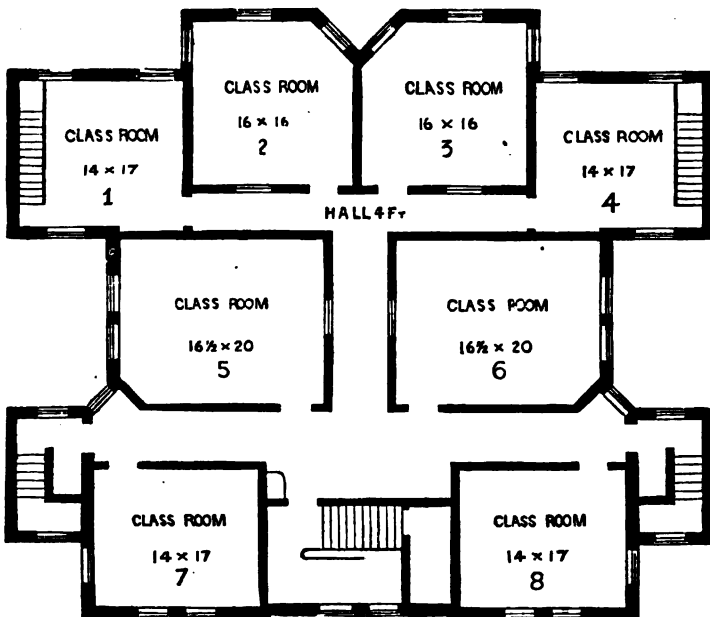 CLASS ROOM
16 × 16
2
CLASS ROOM
16 × 16
3
CLASS ROOM
14 × 17
1
CLASS ROOM
14 × 17
4
HALL 4 FT
CLASS ROOM
16½ × 20
5
CLASS ROOM
16½ × 20
6
CLASS ROOM
14 × 17
7
CLASS ROOM
14 × 17
8